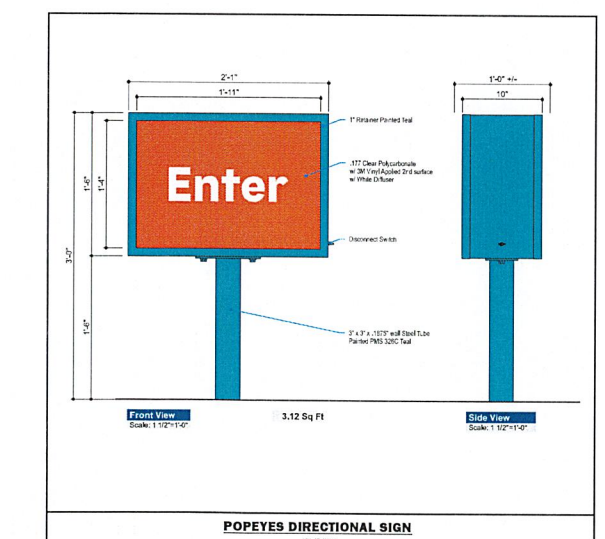 2'-1"
1'-11"
1'-0" +/-
10"
1" Retainer Painted Teal
.177 Clear Polycarbonate
w/ 3M Vinyl Applied 2nd surface
w/ White Diffuser
Enter
1'-6"
1'-4"
Disconnect Switch
3'-0"
1'-6"
3" x 3" x .1875" wall Steel Tube
Painted PMS 326C Teal
Front View
Scale: 1 1/2"=1'-0"
3.12 Sq Ft
Side View
Scale: 1 1/2"=1'-0"
POPEYES DIRECTIONAL SIGN